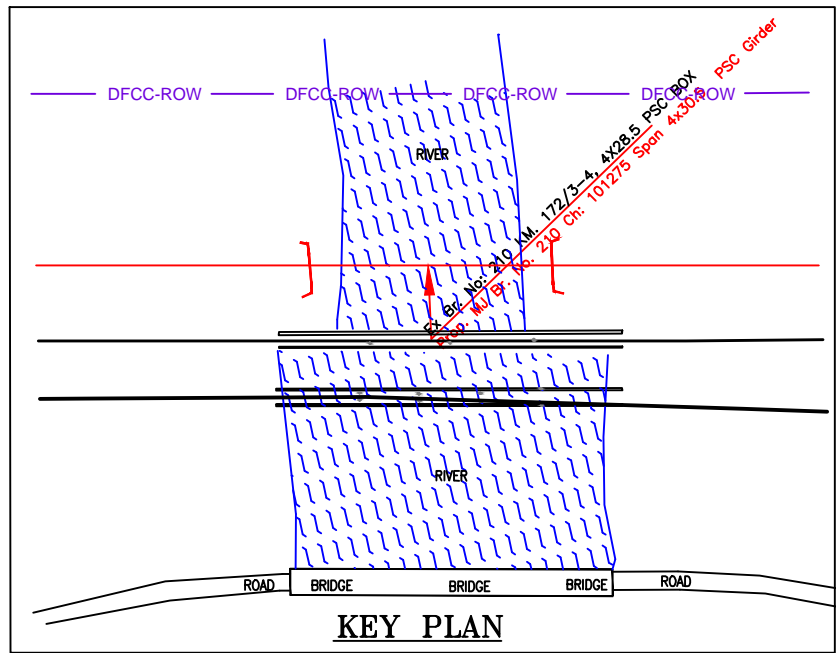 DFCC-ROW DFCC-ROW DFCC-ROW DFCC-ROW
RIVER
Ex Br. No: 210 KM. 172/3-4, 4X28.5 PSC BOX
Prop. MJ Br. No. 210 Ch: 101275 Span 4x30.5 PSC Girder
RIVER
ROAD BRIDGE BRIDGE BRIDGE ROAD
KEY PLAN